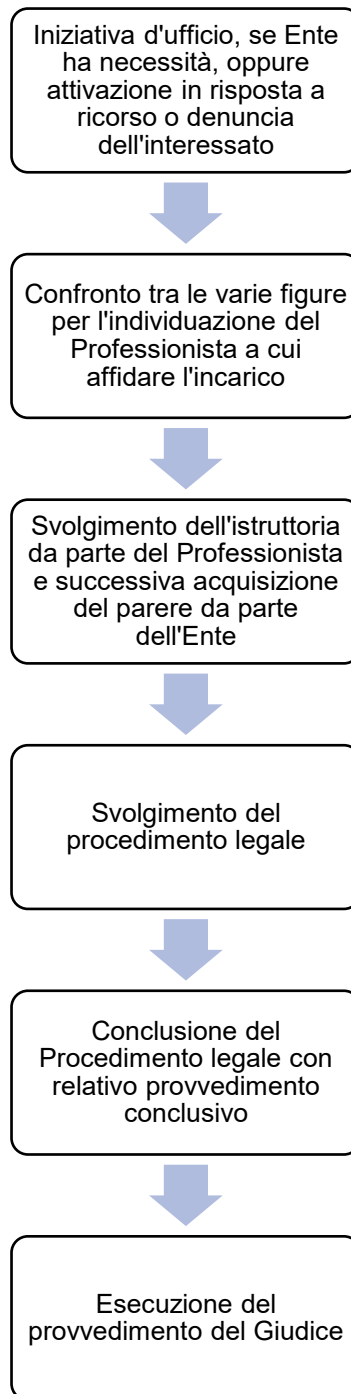 Iniziativa d'ufficio, se Ente
ha necessità, oppure
attivazione in risposta a
ricorso o denuncia
dell'interessato
Confronto tra le varie figure
per l'individuazione del
Professionista a cui
affidare l'incarico
Svolgimento dell'istruttoria
da parte del Professionista
e successiva acquisizione
del parere da parte
dell'Ente
Svolgimento del
procedimento legale
Conclusione del
Procedimento legale con
relativo provvedimento
conclusivo
Esecuzione del
provvedimento del Giudice